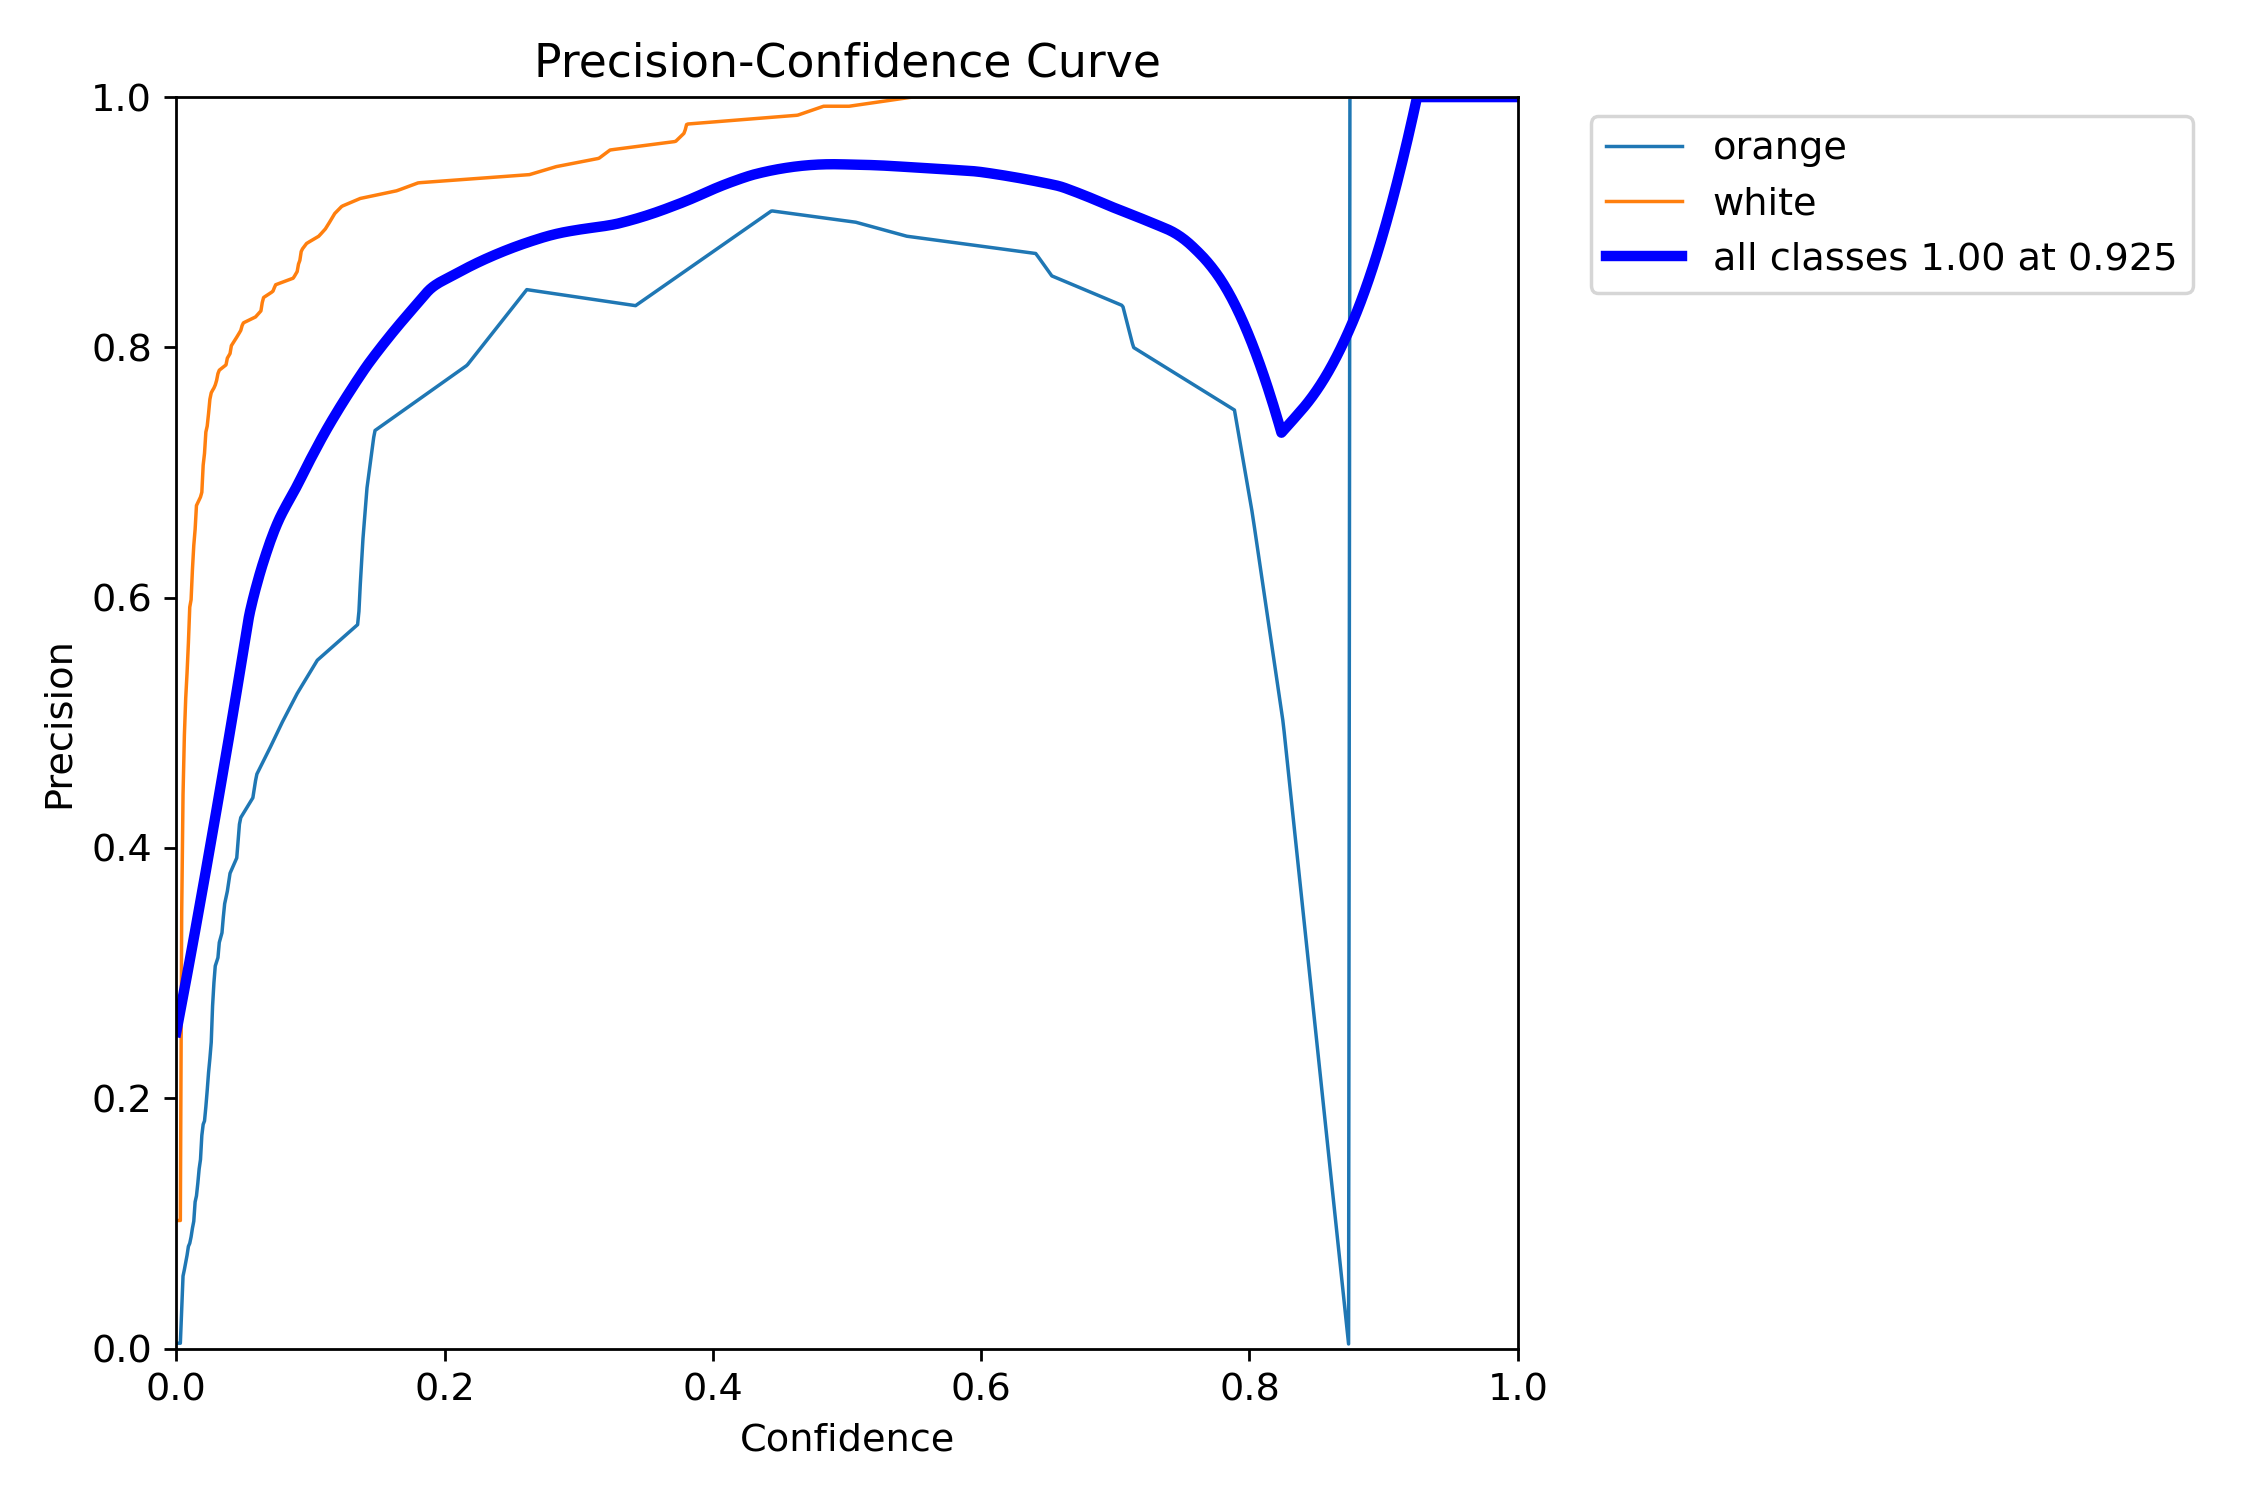 Precision-Confidence Curve
1.0
0.8
0.6
0.4
0.2
0.0
Precision
0.0 0.2 0.4 0.6 0.8 1.0
Confidence
orange
white
all classes 1.00 at 0.925